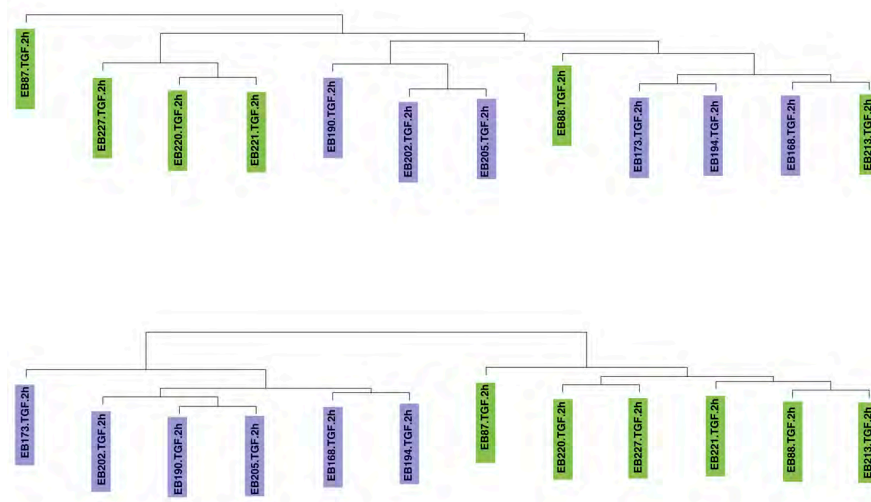 EB87.TGF.2h
EB227.TGF.2h
EB220.TGF.2h
EB221.TGF.2h
EB190.TGF.2h
EB202.TGF.2h
EB205.TGF.2h
EB88.TGF.2h
EB173.TGF.2h
EB194.TGF.2h
EB168.TGF.2h
EB213.TGF.2h
EB173.TGF.2h
EB202.TGF.2h
EB190.TGF.2h
EB205.TGF.2h
EB168.TGF.2h
EB194.TGF.2h
EB87.TGF.2h
EB220.TGF.2h
EB227.TGF.2h
EB221.TGF.2h
EB88.TGF.2h
EB213.TGF.2h